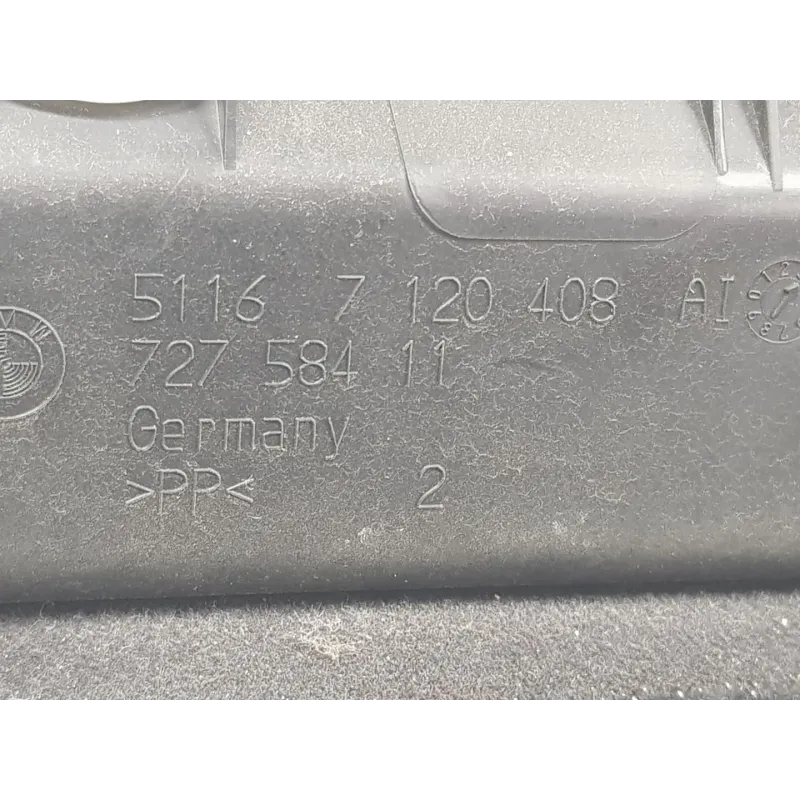 5116 7 120 408 AI
727 584 11
Germany
>PP<
2